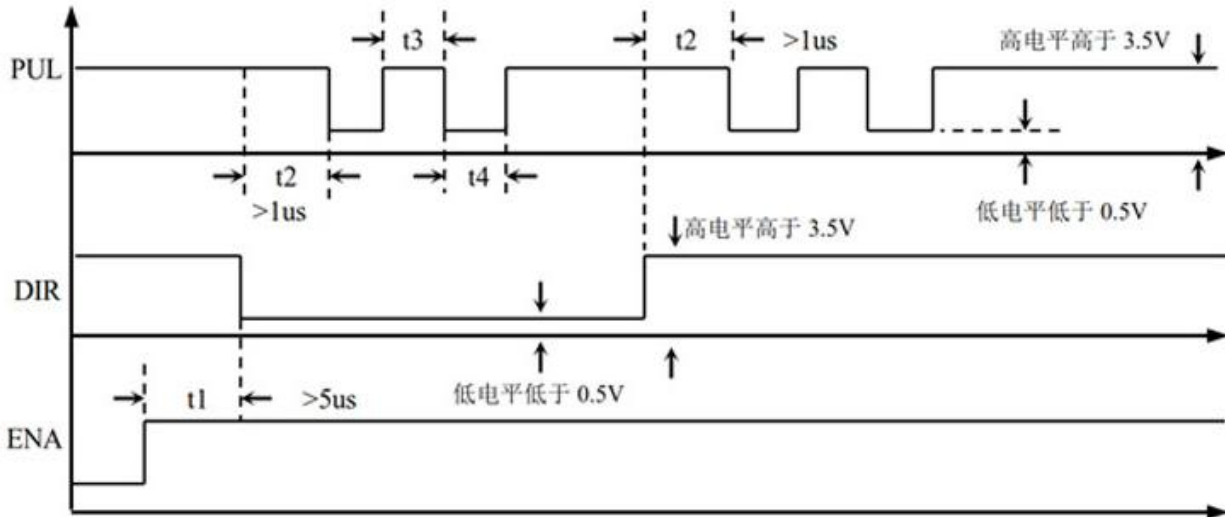 t3
t2
>1us
高电平高于 3.5V
PUL
t2
t4
>1us
低电平低于 0.5V
高电平高于 3.5V
DIR
t1
>5us
低电平低于 0.5V
ENA